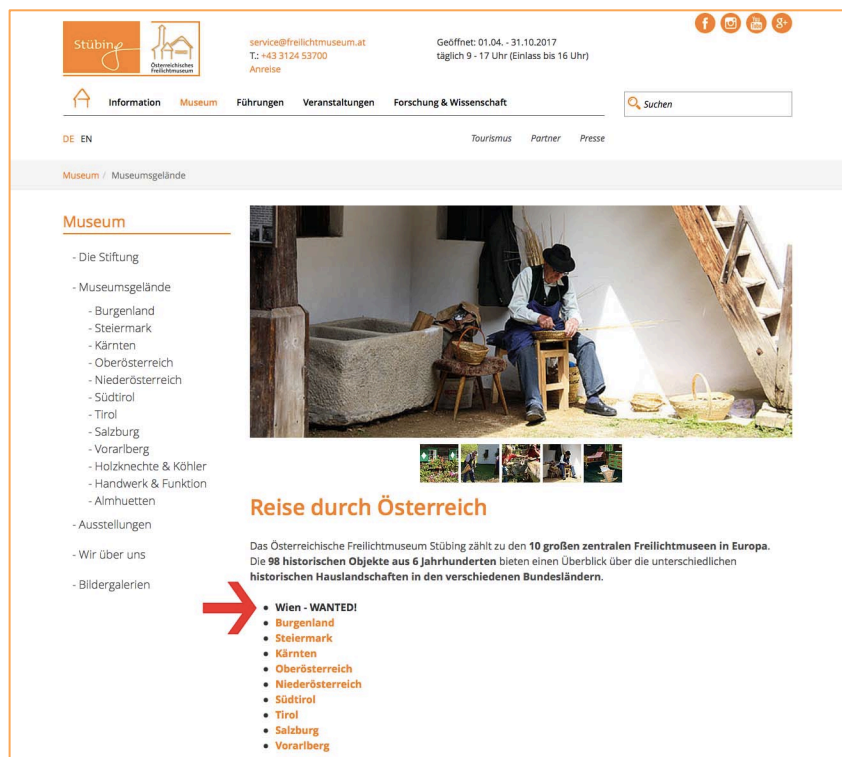 Stübing
Österreichisches
Freilichtmuseum
service@freilichtmuseum.at
T.: +43 3124 53700
Anreise
Geöffnet: 01.04. - 31.10.2017
täglich 9 - 17 Uhr (Einlass bis 16 Uhr)
f You Tube 8+
Information Museum Führungen Veranstaltungen Forschung & Wissenschaft
Suchen
DE EN
Tourismus Partner Presse
Museum / Museumsgelände
Museum
- Die Stiftung
- Museumsgelände
- Burgenland
- Steiermark
- Kärnten
- Oberösterreich
- Niederösterreich
- Südtirol
- Tirol
- Salzburg
- Vorarlberg
- Holzknechte & Köhler
- Handwerk & Funktion
- Almhuetten
- Ausstellungen
- Wir über uns
- Bildergalerien
Reise durch Österreich
Das Österreichische Freilichtmuseum Stübing zählt zu den 10 großen zentralen Freilichtmuseen in Europa.
Die 98 historischen Objekte aus 6 Jahrhunderten bieten einen Überblick über die unterschiedlichen
historischen Hauslandschaften in den verschiedenen Bundesländern.
• Wien - WANTED!
• Burgenland
• Steiermark
• Kärnten
• Oberösterreich
• Niederösterreich
• Südtirol
• Tirol
• Salzburg
• Vorarlberg